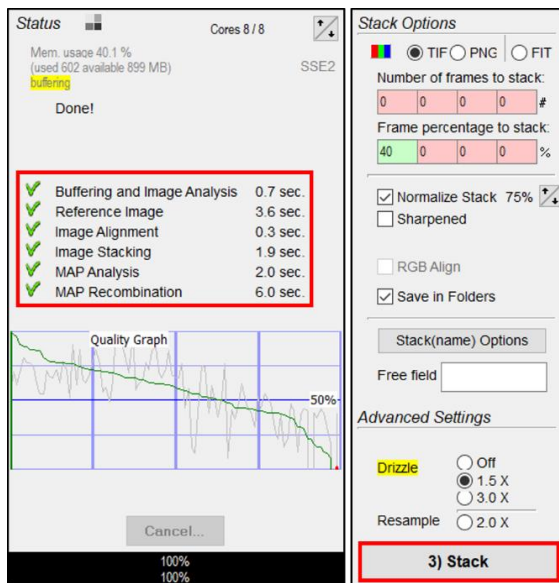 Status
Cores 8 / 8
Mem. usage 40.1 %
(used 602 available 899 MB)
SSE2
buffering
Done!
Buffering and Image Analysis 0.7 sec.
Reference Image 3.6 sec.
Image Alignment 0.3 sec.
Image Stacking 1.9 sec.
MAP Analysis 2.0 sec.
MAP Recombination 6.0 sec.
Quality Graph
50%
Cancel...
100%
100%
Stack Options
TIF PNG FIT
Number of frames to stack:
0 0 0 0 #
Frame percentage to stack:
40 0 0 0 %
Normalize Stack 75%
Sharpened
RGB Align
Save in Folders
Stack(name) Options
Free field
Advanced Settings
Drizzle
Off
1.5 X
3.0 X
Resample 2.0 X
3) Stack